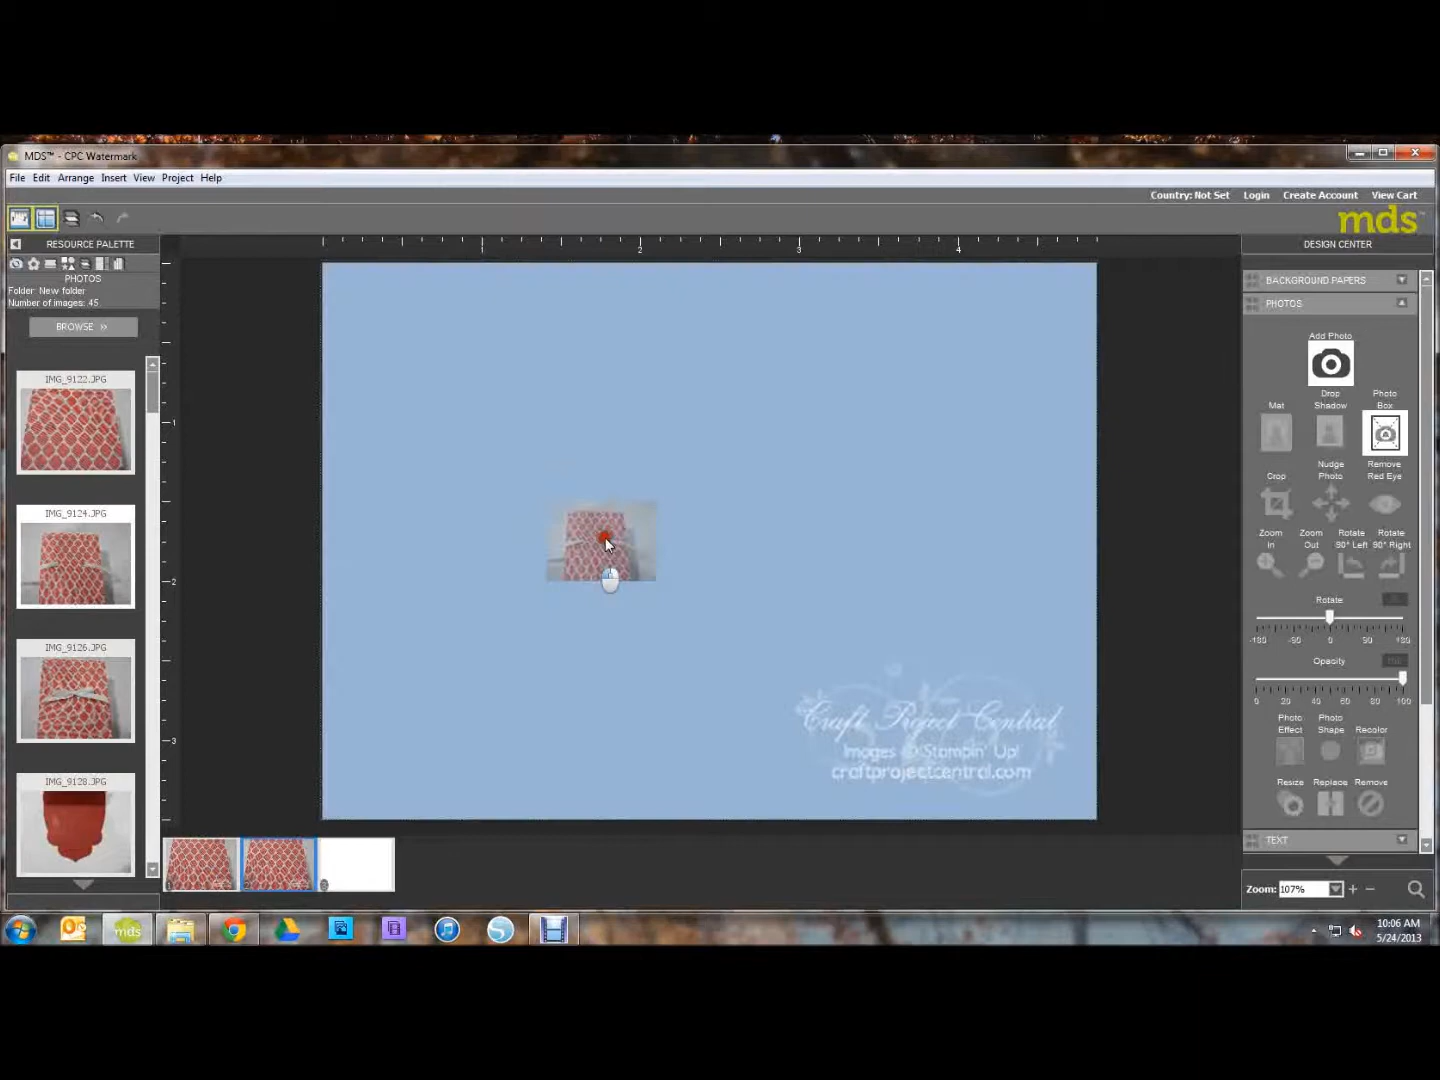 MDS™ - CPC Watermark
File Edit Arrange Insert View Project Help
Country: Not Set Login Create Account View Cart
mds
RESOURCE PALETTE
PHOTOS
Folder: New folder
Number of images: 45
BROWSE »
IMG_9122.JPG
IMG_9124.JPG
IMG_9126.JPG
IMG_9128.JPG
1 2 3 4
1
2
3
Craft Project Central
Images © Stampin' Up!
craftprojectcentral.com
DESIGN CENTER
BACKGROUND PAPERS
PHOTOS
Add Photo
Mat
Drop Shadow
Photo Box
Crop
Nudge Photo
Remove Red Eye
Zoom In
Zoom Out
Rotate 90° Left
Rotate 90° Right
Rotate
-180 -90 0 90 180
Opacity
0 20 40 60 80 100
Photo Effect
Photo Shape
Recolor
Resize Replace Remove
TEXT
Zoom: 107% + −
mds
10:06 AM
5/24/2013